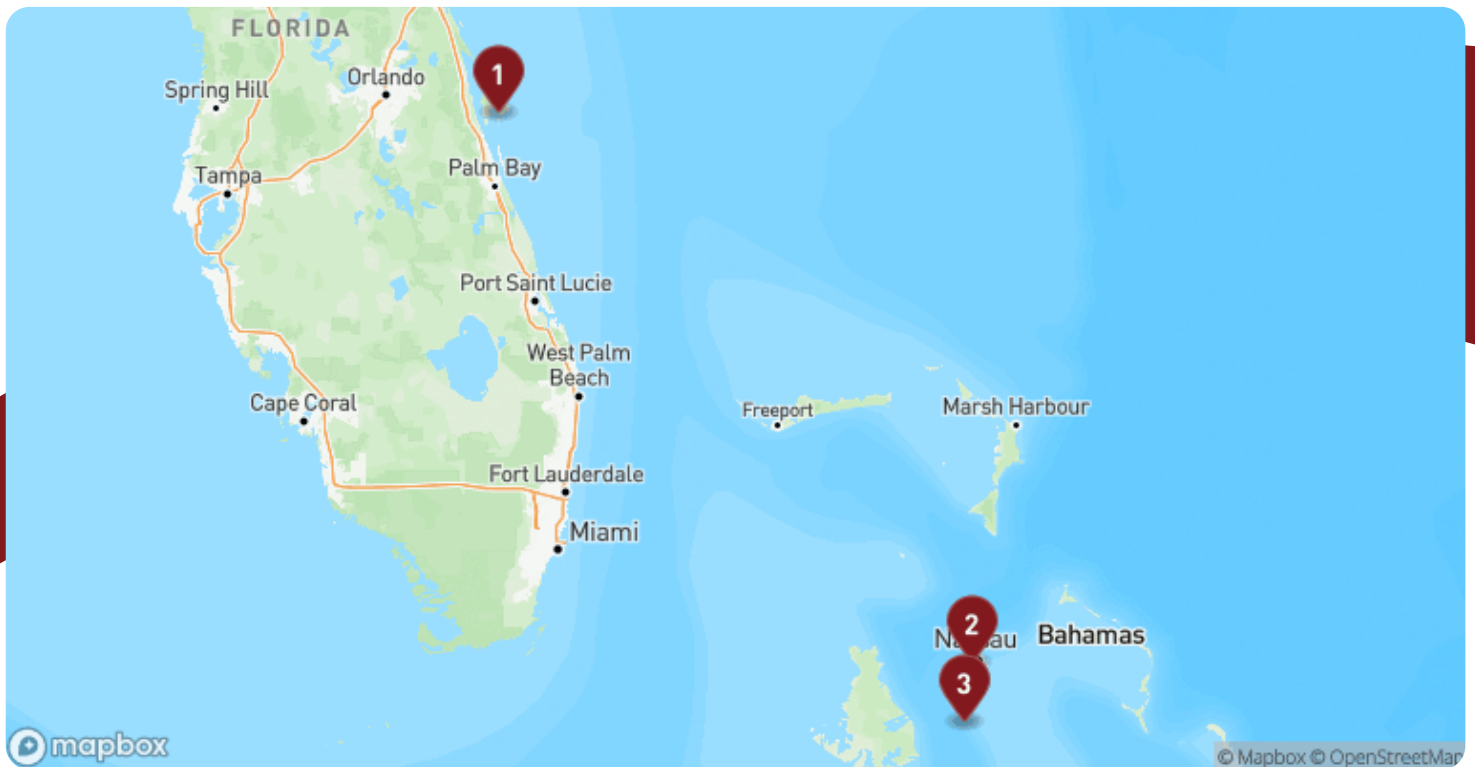 FLORIDA
1
Orlando
Spring Hill
Palm Bay
Tampa
Port Saint Lucie
West Palm
Beach
Cape Coral
Freeport
Marsh Harbour
Fort Lauderdale
Miami
2
Bahamas
3
mapbox
© Mapbox © OpenStreetMap